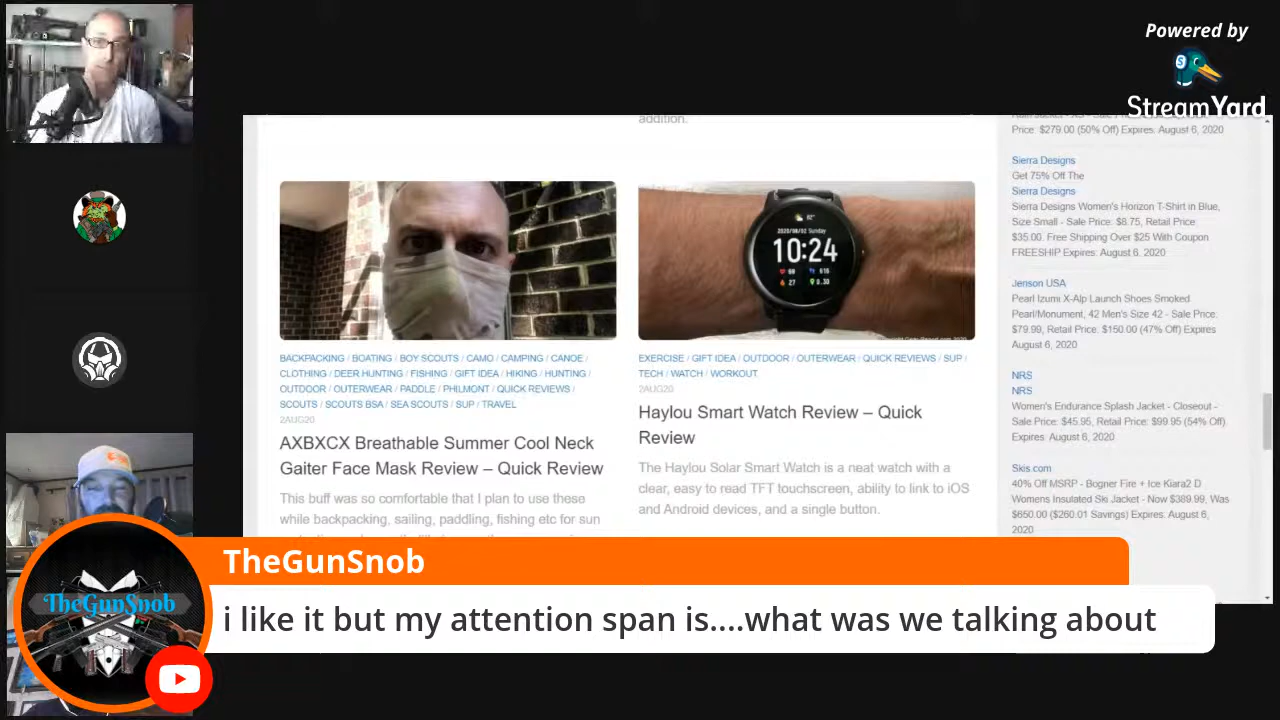 Powered by
StreamYard
addition.
Price: $279.00 (50% Off) Expires: August 6, 2020
Sierra Designs
Get 75% Off The
Sierra Designs
Sierra Designs Women's Horizon T-Shirt in Blue,
Size Small - Sale Price: $8.75, Retail Price
$35.00. Free Shipping Over $25 With Coupon
FREESHIP Expires: August 6, 2020
Jenson USA
Pearl Izumi X-Alp Launch Shoes Smoked
Pearl/Monument, 42 Men's Size 42 - Sale Price:
$79.99, Retail Price: $150.00 (47% Off) Expires
August 6, 2020
NRS
NRS
Women's Endurance Splash Jacket - Closeout -
Sale Price: $45.95, Retail Price: $99.95 (54% Off).
Expires: August 6, 2020
Skis.com
40% Off MSRP - Bogner Fire + Ice Kiara2 D
Womens Insulated Ski Jacket - Now $389.99, Was
$650.00 ($260.01 Savings) Expires: August 6,
2020
82°
2020/08/02 Sunday
10:24
69 616
27 0.30
BACKPACKING / BOATING / BOY SCOUTS / CAMO / CAMPING / CANOE /
CLOTHING / DEER HUNTING / FISHING / GIFT IDEA / HIKING / HUNTING /
OUTDOOR / OUTERWEAR / PADDLE / PHILMONT / QUICK REVIEWS /
SCOUTS / SCOUTS BSA / SEA SCOUTS / SUP / TRAVEL
2AUG20
AXBXCX Breathable Summer Cool Neck
Gaiter Face Mask Review – Quick Review
This buff was so comfortable that I plan to use these
while backpacking, sailing, paddling, fishing etc for sun
EXERCISE / GIFT IDEA / OUTDOOR / OUTERWEAR / QUICK REVIEWS / SUP /
TECH / WATCH / WORKOUT
2AUG20
Haylou Smart Watch Review – Quick
Review
The Haylou Solar Smart Watch is a neat watch with a
clear, easy to read TFT touchscreen, ability to link to iOS
and Android devices, and a single button.
TheGunSnob
TheGunSnob
i like it but my attention span is....what was we talking about